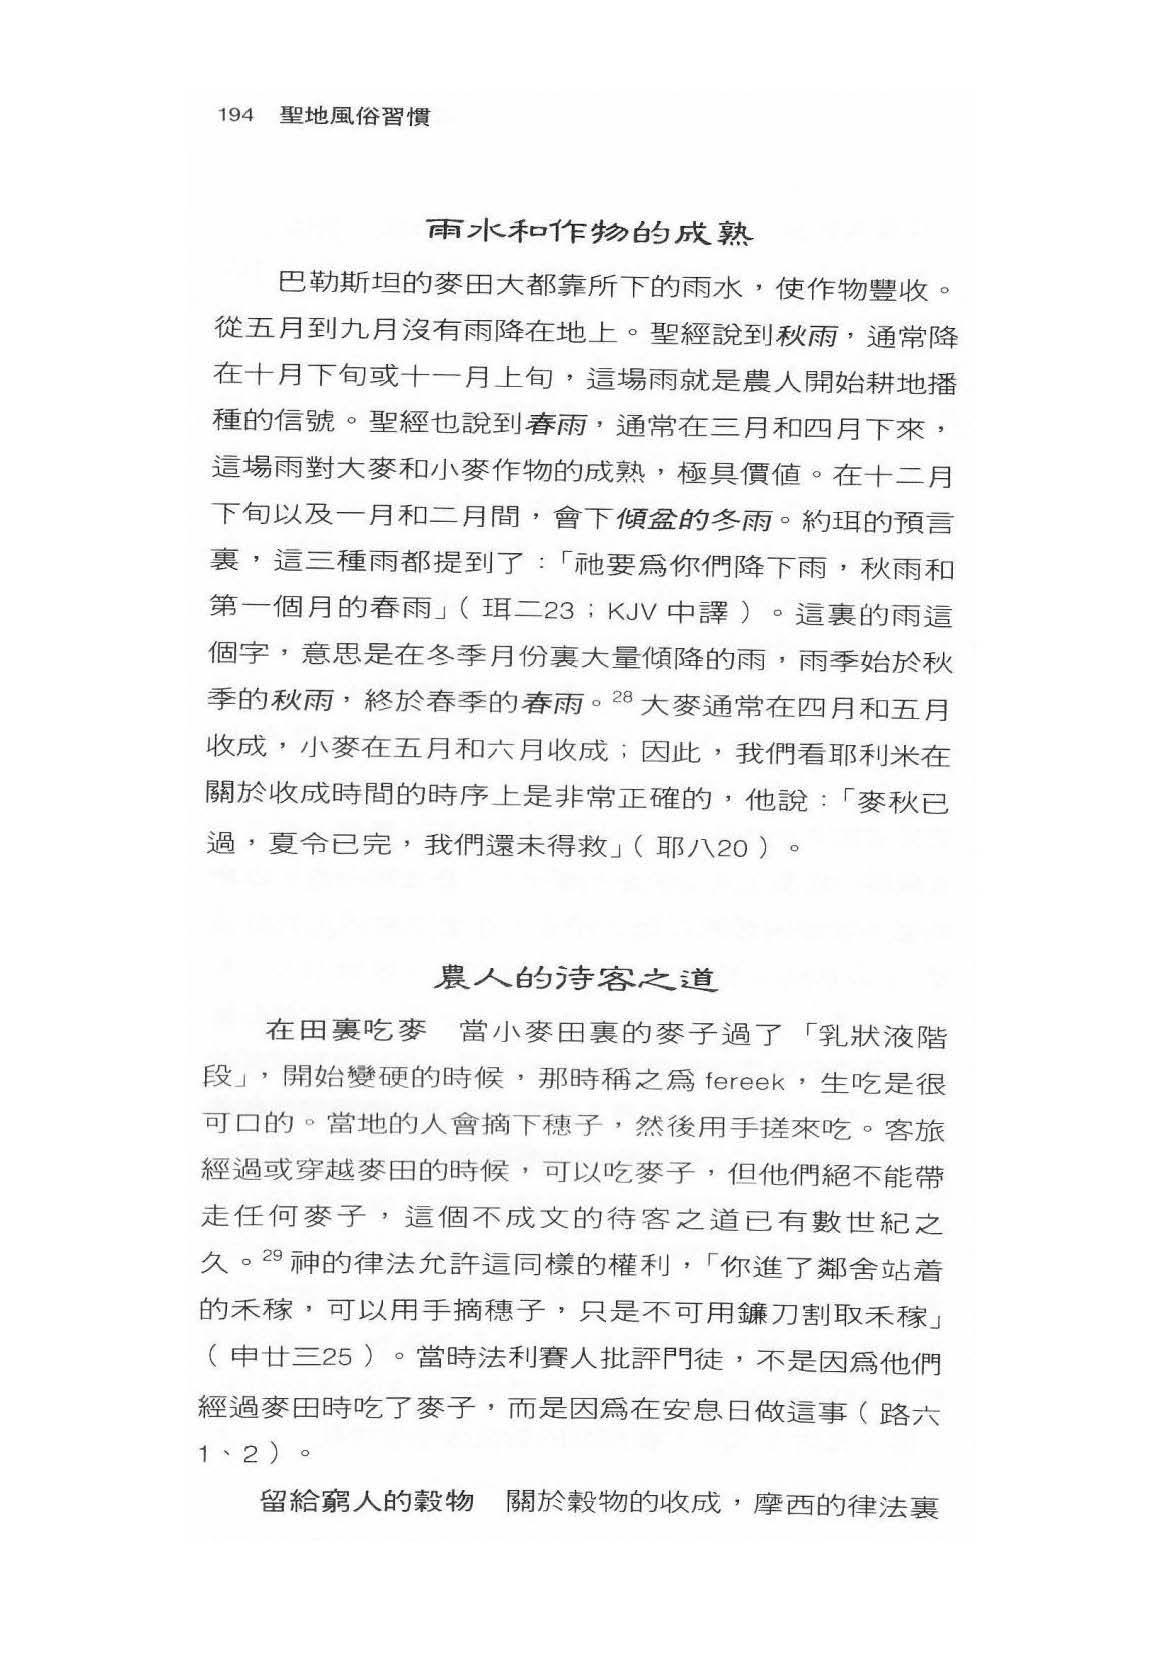 194 聖地風俗習慣
雨水和作物的成熟
巴勒斯坦的麥田大都靠所下的雨水，使作物豐收。
從五月到九月沒有雨降在地上。聖經說到秋雨，通常降
在十月下旬或十一月上旬，這場雨就是農人開始耕地播
種的信號。聖經也說到春雨，通常在三月和四月下來，
這場雨對大麥和小麥作物的成熟，極具價值。在十二月
下旬以及一月和二月間，會下傾盆的冬雨。約珥的預言
裏，這三種雨都提到了：「祂要為你們降下雨，秋雨和
第一個月的春雨」（珥二23；KJV 中譯）。這裏的雨這
個字，意思是在冬季月份裏大量傾降的雨，雨季始於秋
季的秋雨，終於春季的春雨。28 大麥通常在四月和五月
收成，小麥在五月和六月收成；因此，我們看耶利米在
關於收成時間的時序上是非常正確的，他說：「麥秋已
過，夏令已完，我們還未得救」（耶八20）。
農人的待客之道
在田裏吃麥　當小麥田裏的麥子過了「乳狀液階
段」，開始變硬的時候，那時稱之為 fereek，生吃是很
可口的。當地的人會摘下穗子，然後用手搓來吃。客旅
經過或穿越麥田的時候，可以吃麥子，但他們絕不能帶
走任何麥子，這個不成文的待客之道已有數世紀之
久。29 神的律法允許這同樣的權利，「你進了鄰舍站着
的禾稼，可以用手摘穗子，只是不可用鐮刀割取禾稼」
（申廿三25）。當時法利賽人批評門徒，不是因為他們
經過麥田時吃了麥子，而是因為在安息日做這事（路六
1、2）。
留給窮人的穀物　關於穀物的收成，摩西的律法裏